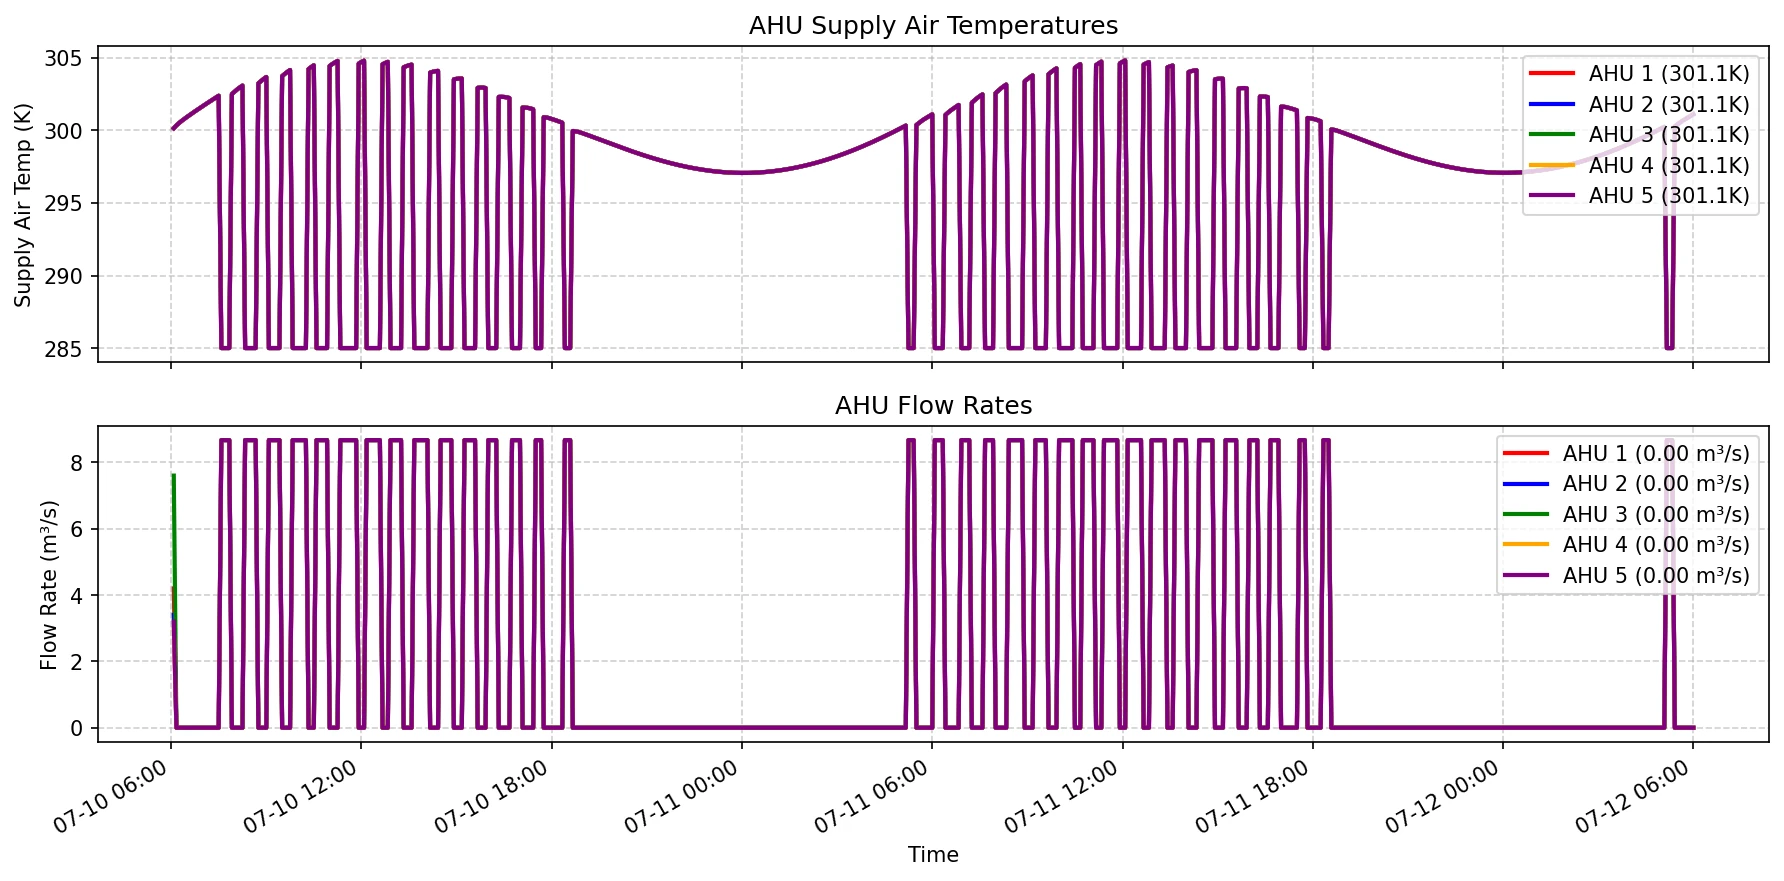 AHU Supply Air Temperatures
Supply Air Temp (K)
305
300
295
290
285
AHU 1 (301.1K)
AHU 2 (301.1K)
AHU 3 (301.1K)
AHU 4 (301.1K)
AHU 5 (301.1K)
AHU Flow Rates
Flow Rate (m³/s)
8
6
4
2
0
AHU 1 (0.00 m³/s)
AHU 2 (0.00 m³/s)
AHU 3 (0.00 m³/s)
AHU 4 (0.00 m³/s)
AHU 5 (0.00 m³/s)
07-10 06:00
07-10 12:00
07-10 18:00
07-11 00:00
07-11 06:00
07-11 12:00
07-11 18:00
07-12 00:00
07-12 06:00
Time